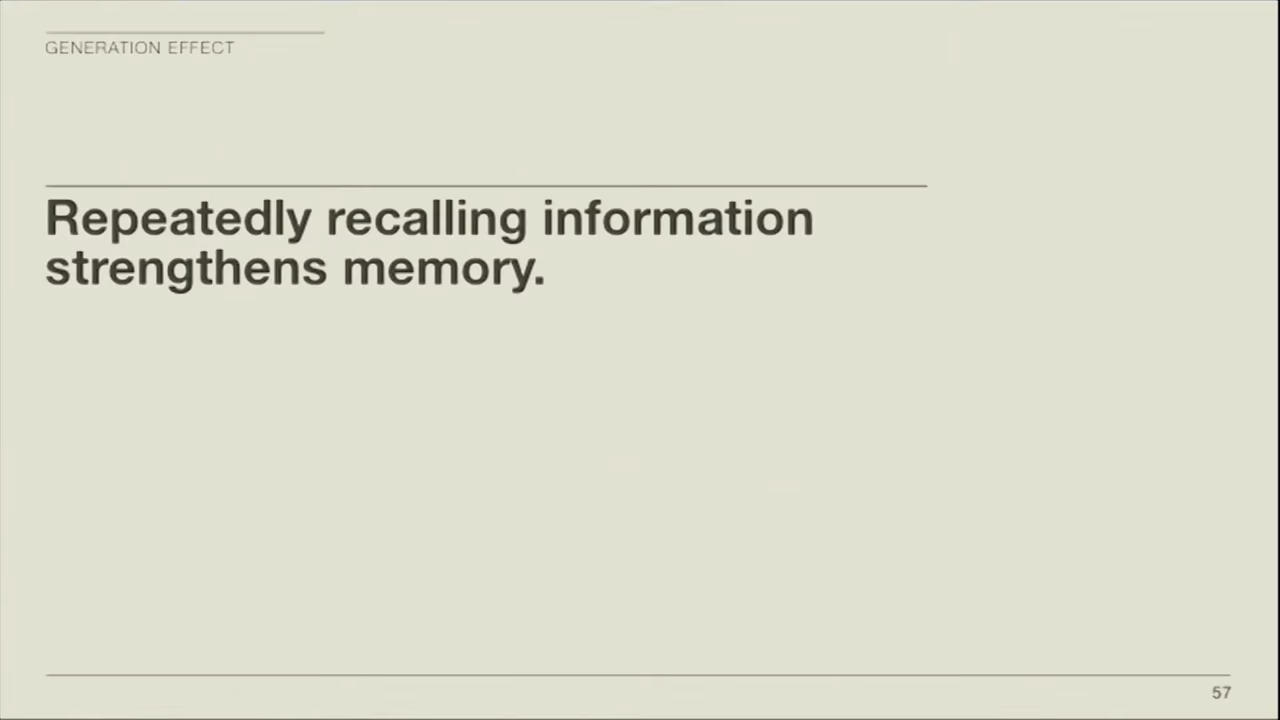 GENERATION EFFECT
Repeatedly recalling information
strengthens memory.
57